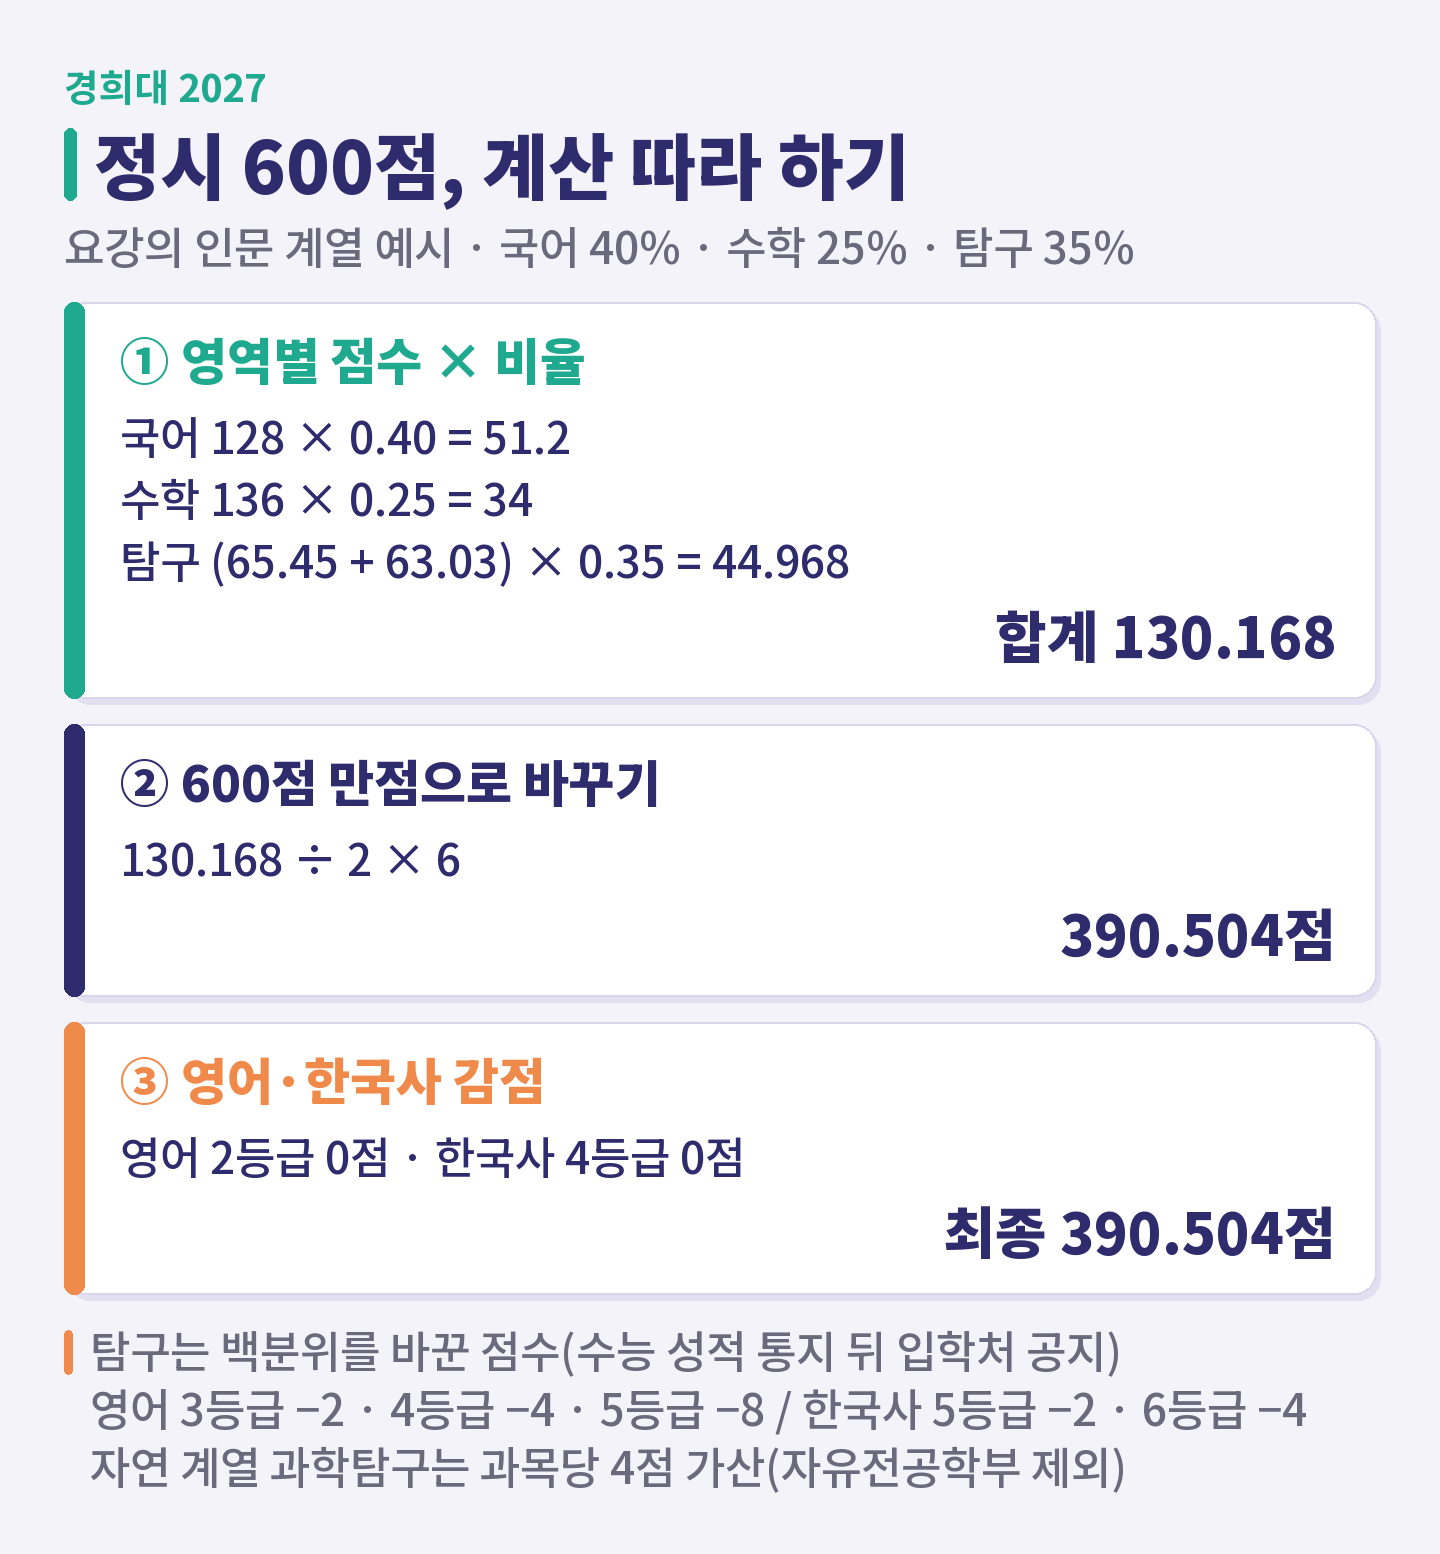 경희대 2027
정시 600점, 계산 따라 하기
요강의 인문 계열 예시 · 국어 40% · 수학 25% · 탐구 35%
① 영역별 점수 × 비율
국어 128 × 0.40 = 51.2
수학 136 × 0.25 = 34
탐구 (65.45 + 63.03) × 0.35 = 44.968
합계 130.168
② 600점 만점으로 바꾸기
130.168 ÷ 2 × 6
390.504점
③ 영어·한국사 감점
영어 2등급 0점 · 한국사 4등급 0점
최종 390.504점
탐구는 백분위를 바꾼 점수(수능 성적 통지 뒤 입학처 공지)
영어 3등급 −2 · 4등급 −4 · 5등급 −8 / 한국사 5등급 −2 · 6등급 −4
자연 계열 과학탐구는 과목당 4점 가산(자유전공학부 제외)